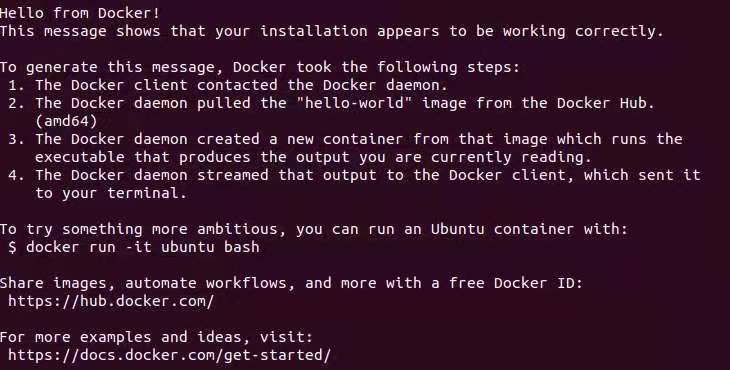 Hello from Docker!
This message shows that your installation appears to be working correctly.
To generate this message, Docker took the following steps:
1. The Docker client contacted the Docker daemon.
2. The Docker daemon pulled the "hello-world" image from the Docker Hub.
(amd64)
3. The Docker daemon created a new container from that image which runs the
executable that produces the output you are currently reading.
4. The Docker daemon streamed that output to the Docker client, which sent it
to your terminal.
To try something more ambitious, you can run an Ubuntu container with:
$ docker run -it ubuntu bash
Share images, automate workflows, and more with a free Docker ID:
https://hub.docker.com/
For more examples and ideas, visit:
https://docs.docker.com/get-started/